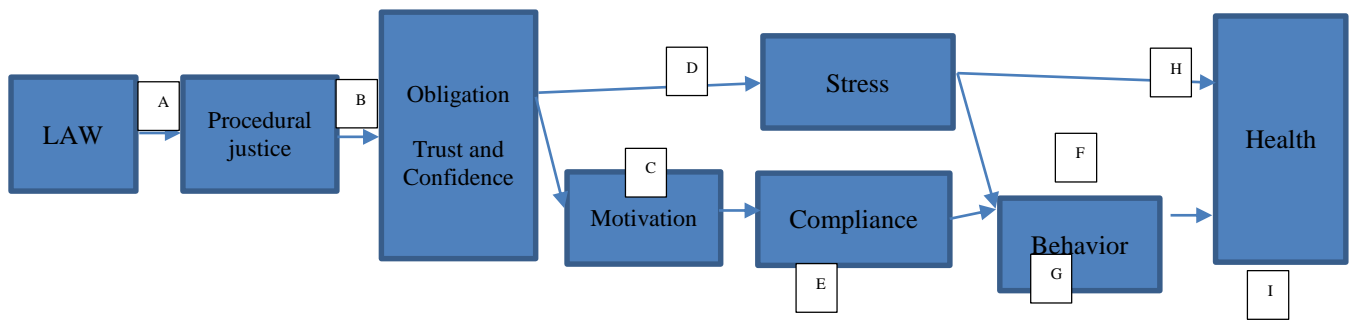 LAW
A
Procedural
justice
B
Obligation
Trust and
Confidence
D
Stress
H
C
Motivation
Compliance
E
F
Behavior
G
Health
I